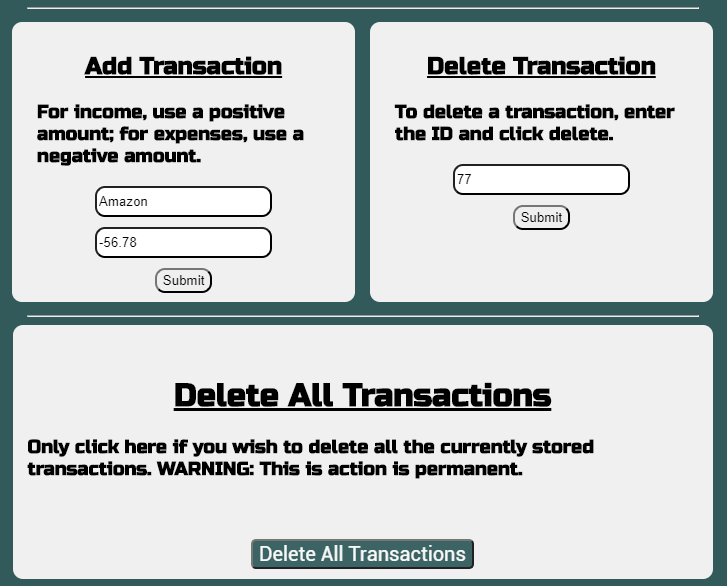 Add Transaction
For income, use a positive
amount; for expenses, use a
negative amount.
Amazon
-56.78
Submit
Delete Transaction
To delete a transaction, enter
the ID and click delete.
77
Submit
Delete All Transactions
Only click here if you wish to delete all the currently stored
transactions. WARNING: This is action is permanent.
Delete All Transactions